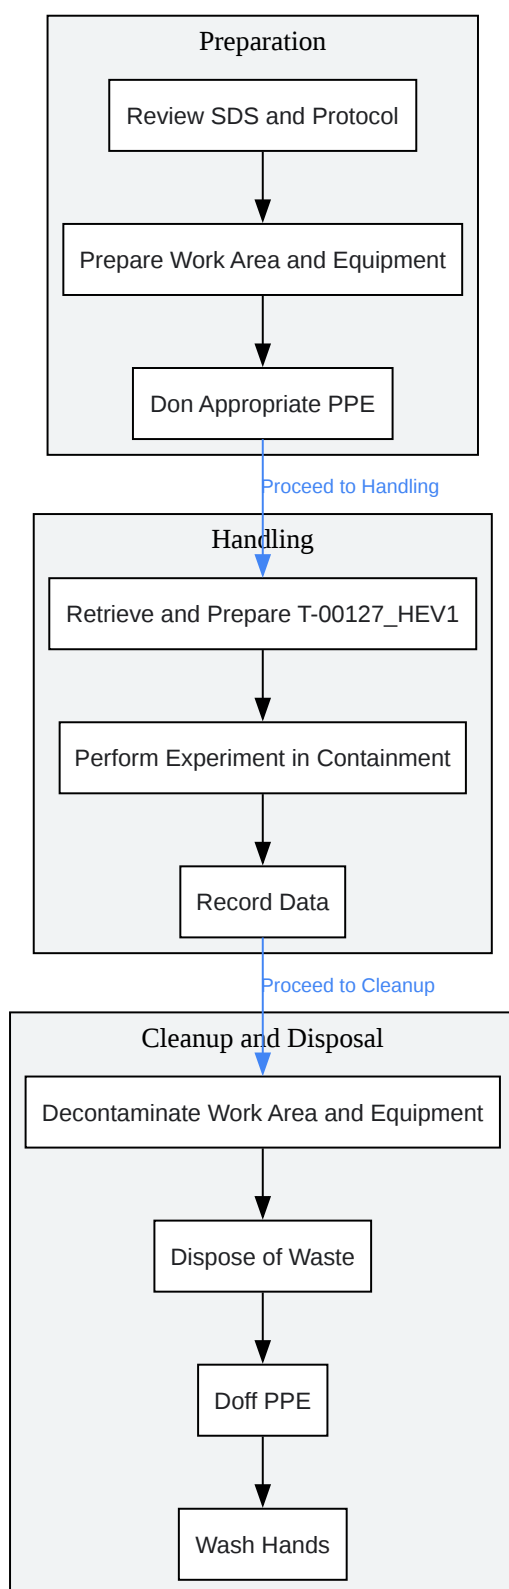 Preparation
Review SDS and Protocol
Prepare Work Area and Equipment
Don Appropriate PPE
Proceed to Handling
Handling
Retrieve and Prepare T-00127_HEV1
Perform Experiment in Containment
Record Data
Proceed to Cleanup
Cleanup and Disposal
Decontaminate Work Area and Equipment
Dispose of Waste
Doff PPE
Wash Hands